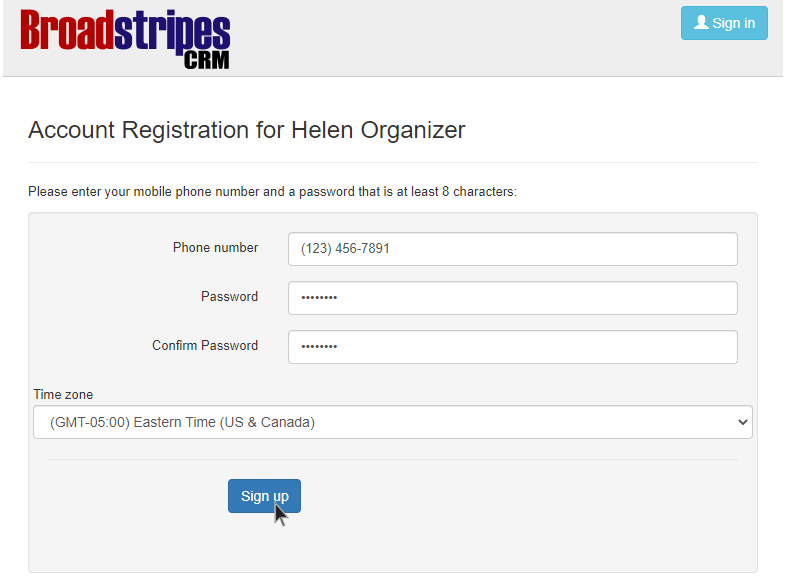 Broadstripes
CRM
Sign in
Account Registration for Helen Organizer
Please enter your mobile phone number and a password that is at least 8 characters:
Phone number
(123) 456-7891
Password
••••••••
Confirm Password
••••••••
Time zone
(GMT-05:00) Eastern Time (US & Canada)
Sign up